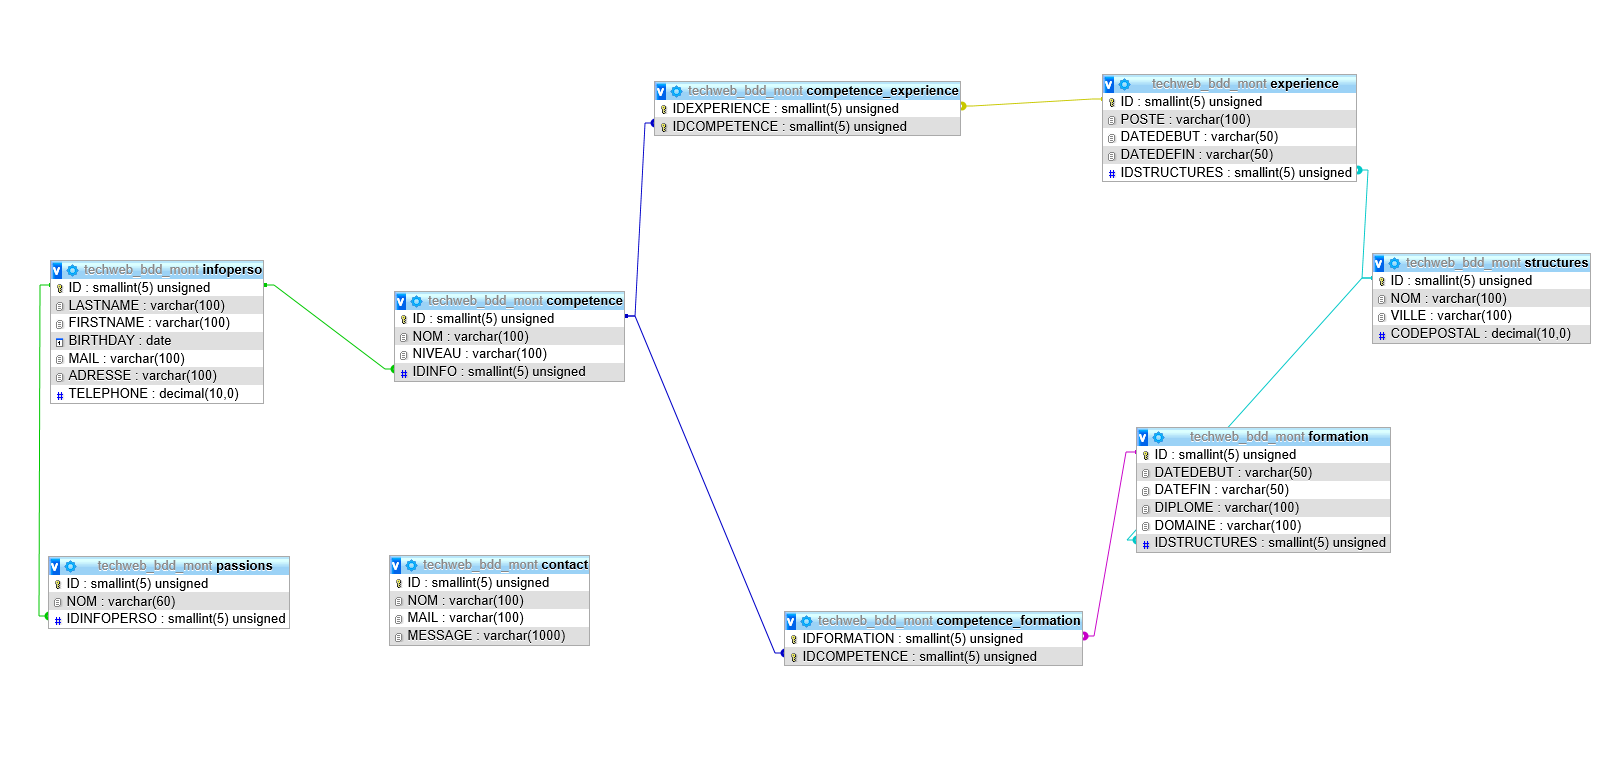 techweb_bdd_mont competence_experience
IDEXPERIENCE : smallint(5) unsigned
IDCOMPETENCE : smallint(5) unsigned
techweb_bdd_mont experience
ID : smallint(5) unsigned
POSTE : varchar(100)
DATEDEBUT : varchar(50)
DATEDEFIN : varchar(50)
IDSTRUCTURES : smallint(5) unsigned
techweb_bdd_mont infoperso
ID : smallint(5) unsigned
LASTNAME : varchar(100)
FIRSTNAME : varchar(100)
BIRTHDAY : date
MAIL : varchar(100)
ADRESSE : varchar(100)
TELEPHONE : decimal(10,0)
techweb_bdd_mont competence
ID : smallint(5) unsigned
NOM : varchar(100)
NIVEAU : varchar(100)
IDINFO : smallint(5) unsigned
techweb_bdd_mont structures
ID : smallint(5) unsigned
NOM : varchar(100)
VILLE : varchar(100)
CODEPOSTAL : decimal(10,0)
techweb_bdd_mont formation
ID : smallint(5) unsigned
DATEDEBUT : varchar(50)
DATEFIN : varchar(50)
DIPLOME : varchar(100)
DOMAINE : varchar(100)
IDSTRUCTURES : smallint(5) unsigned
techweb_bdd_mont passions
ID : smallint(5) unsigned
NOM : varchar(60)
IDINFOPERSO : smallint(5) unsigned
techweb_bdd_mont contact
ID : smallint(5) unsigned
NOM : varchar(100)
MAIL : varchar(100)
MESSAGE : varchar(1000)
techweb_bdd_mont competence_formation
IDFORMATION : smallint(5) unsigned
IDCOMPETENCE : smallint(5) unsigned